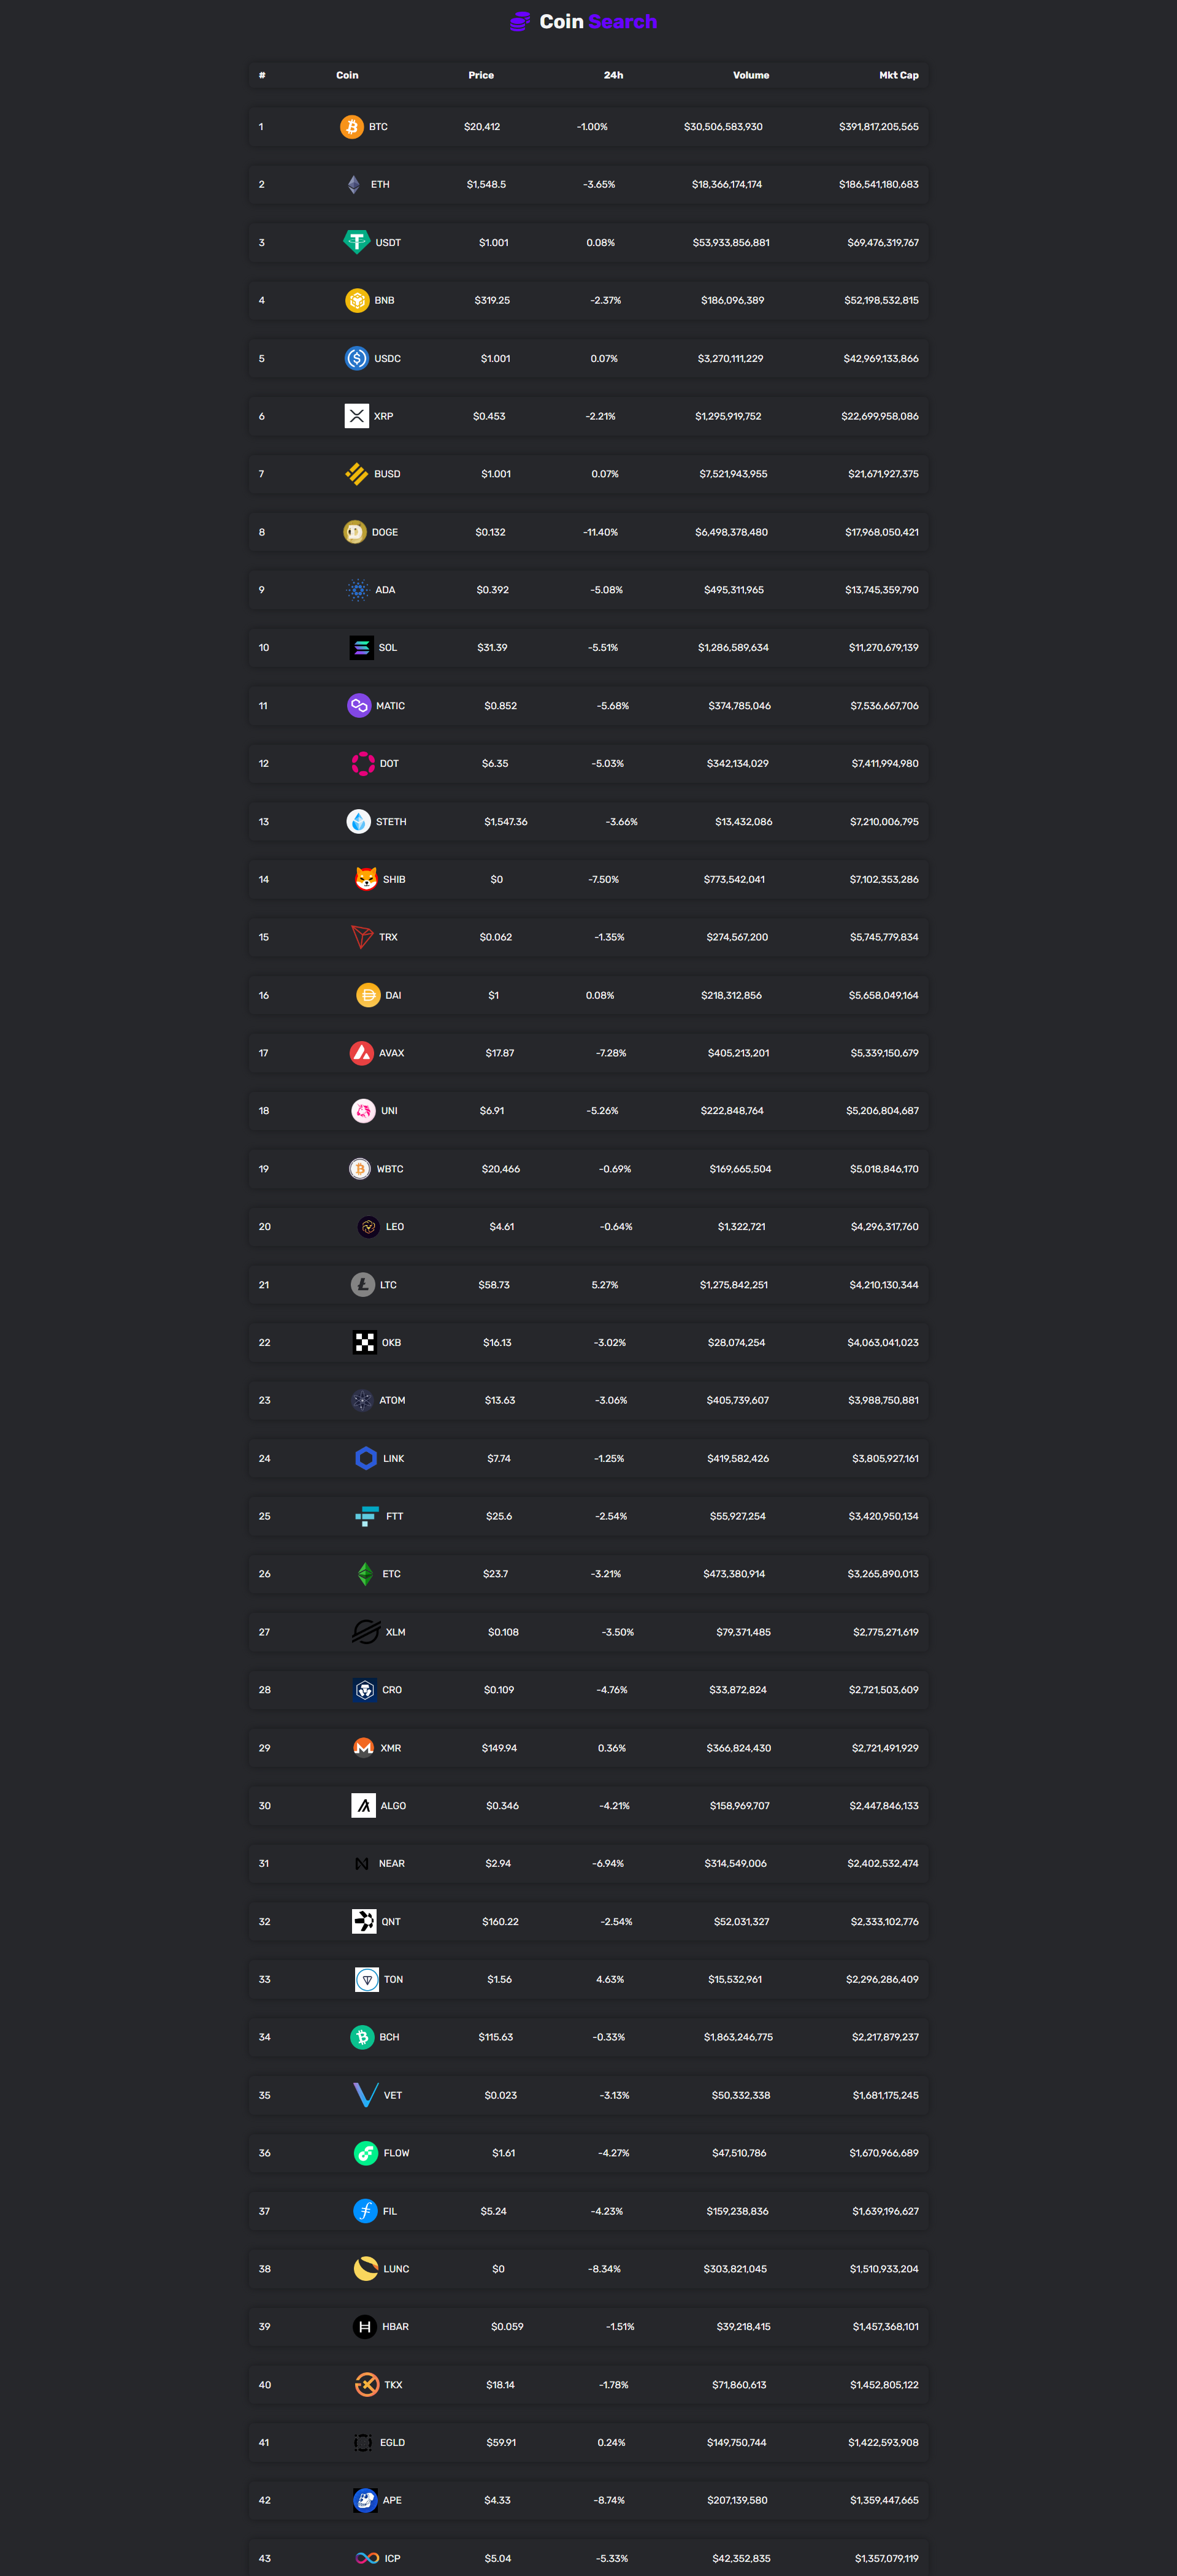 Coin Search
# Coin Price 24h Volume Mkt Cap
1 BTC $20,412 -1.00% $30,506,583,930 $391,817,205,565
2 ETH $1,548.5 -3.65% $18,366,174,174 $186,541,180,683
3 USDT $1.001 0.08% $53,933,856,881 $69,476,319,767
4 BNB $319.25 -2.37% $186,096,389 $52,198,532,815
5 USDC $1.001 0.07% $3,270,111,229 $42,969,133,866
6 XRP $0.453 -2.21% $1,295,919,752 $22,699,958,086
7 BUSD $1.001 0.07% $7,521,943,955 $21,671,927,375
8 DOGE $0.132 -11.40% $6,498,378,480 $17,968,050,421
9 ADA $0.392 -5.08% $495,311,965 $13,745,359,790
10 SOL $31.39 -5.51% $1,286,589,634 $11,270,679,139
11 MATIC $0.852 -5.68% $374,785,046 $7,536,667,706
12 DOT $6.35 -5.03% $342,134,029 $7,411,994,980
13 STETH $1,547.36 -3.66% $13,432,086 $7,210,006,795
14 SHIB $0 -7.50% $773,542,041 $7,102,353,286
15 TRX $0.062 -1.35% $274,567,200 $5,745,779,834
16 DAI $1 0.08% $218,312,856 $5,658,049,164
17 AVAX $17.87 -7.28% $405,213,201 $5,339,150,679
18 UNI $6.91 -5.26% $222,848,764 $5,206,804,687
19 WBTC $20,466 -0.69% $169,665,504 $5,018,846,170
20 LEO $4.61 -0.64% $1,322,721 $4,296,317,760
21 LTC $58.73 5.27% $1,275,842,251 $4,210,130,344
22 OKB $16.13 -3.02% $28,074,254 $4,063,041,023
23 ATOM $13.63 -3.06% $405,739,607 $3,988,750,881
24 LINK $7.74 -1.25% $419,582,426 $3,805,927,161
25 FTT $25.6 -2.54% $55,927,254 $3,420,950,134
26 ETC $23.7 -3.21% $473,380,914 $3,265,890,013
27 XLM $0.108 -3.50% $79,371,485 $2,775,271,619
28 CRO $0.109 -4.76% $33,872,824 $2,721,503,609
29 XMR $149.94 0.36% $366,824,430 $2,721,491,929
30 ALGO $0.346 -4.21% $158,969,707 $2,447,846,133
31 NEAR $2.94 -6.94% $314,549,006 $2,402,532,474
32 QNT $160.22 -2.54% $52,031,327 $2,333,102,776
33 TON $1.56 4.63% $15,532,961 $2,296,286,409
34 BCH $115.63 -0.33% $1,863,246,775 $2,217,879,237
35 VET $0.023 -3.13% $50,332,338 $1,681,175,245
36 FLOW $1.61 -4.27% $47,510,786 $1,670,966,689
37 FIL $5.24 -4.23% $159,238,836 $1,639,196,627
38 LUNC $0 -8.34% $303,821,045 $1,510,933,204
39 HBAR $0.059 -1.51% $39,218,415 $1,457,368,101
40 TKX $18.14 -1.78% $71,860,613 $1,452,805,122
41 EGLD $59.91 0.24% $149,750,744 $1,422,593,908
42 APE $4.33 -8.74% $207,139,580 $1,359,447,665
43 ICP $5.04 -5.33% $42,352,835 $1,357,079,119